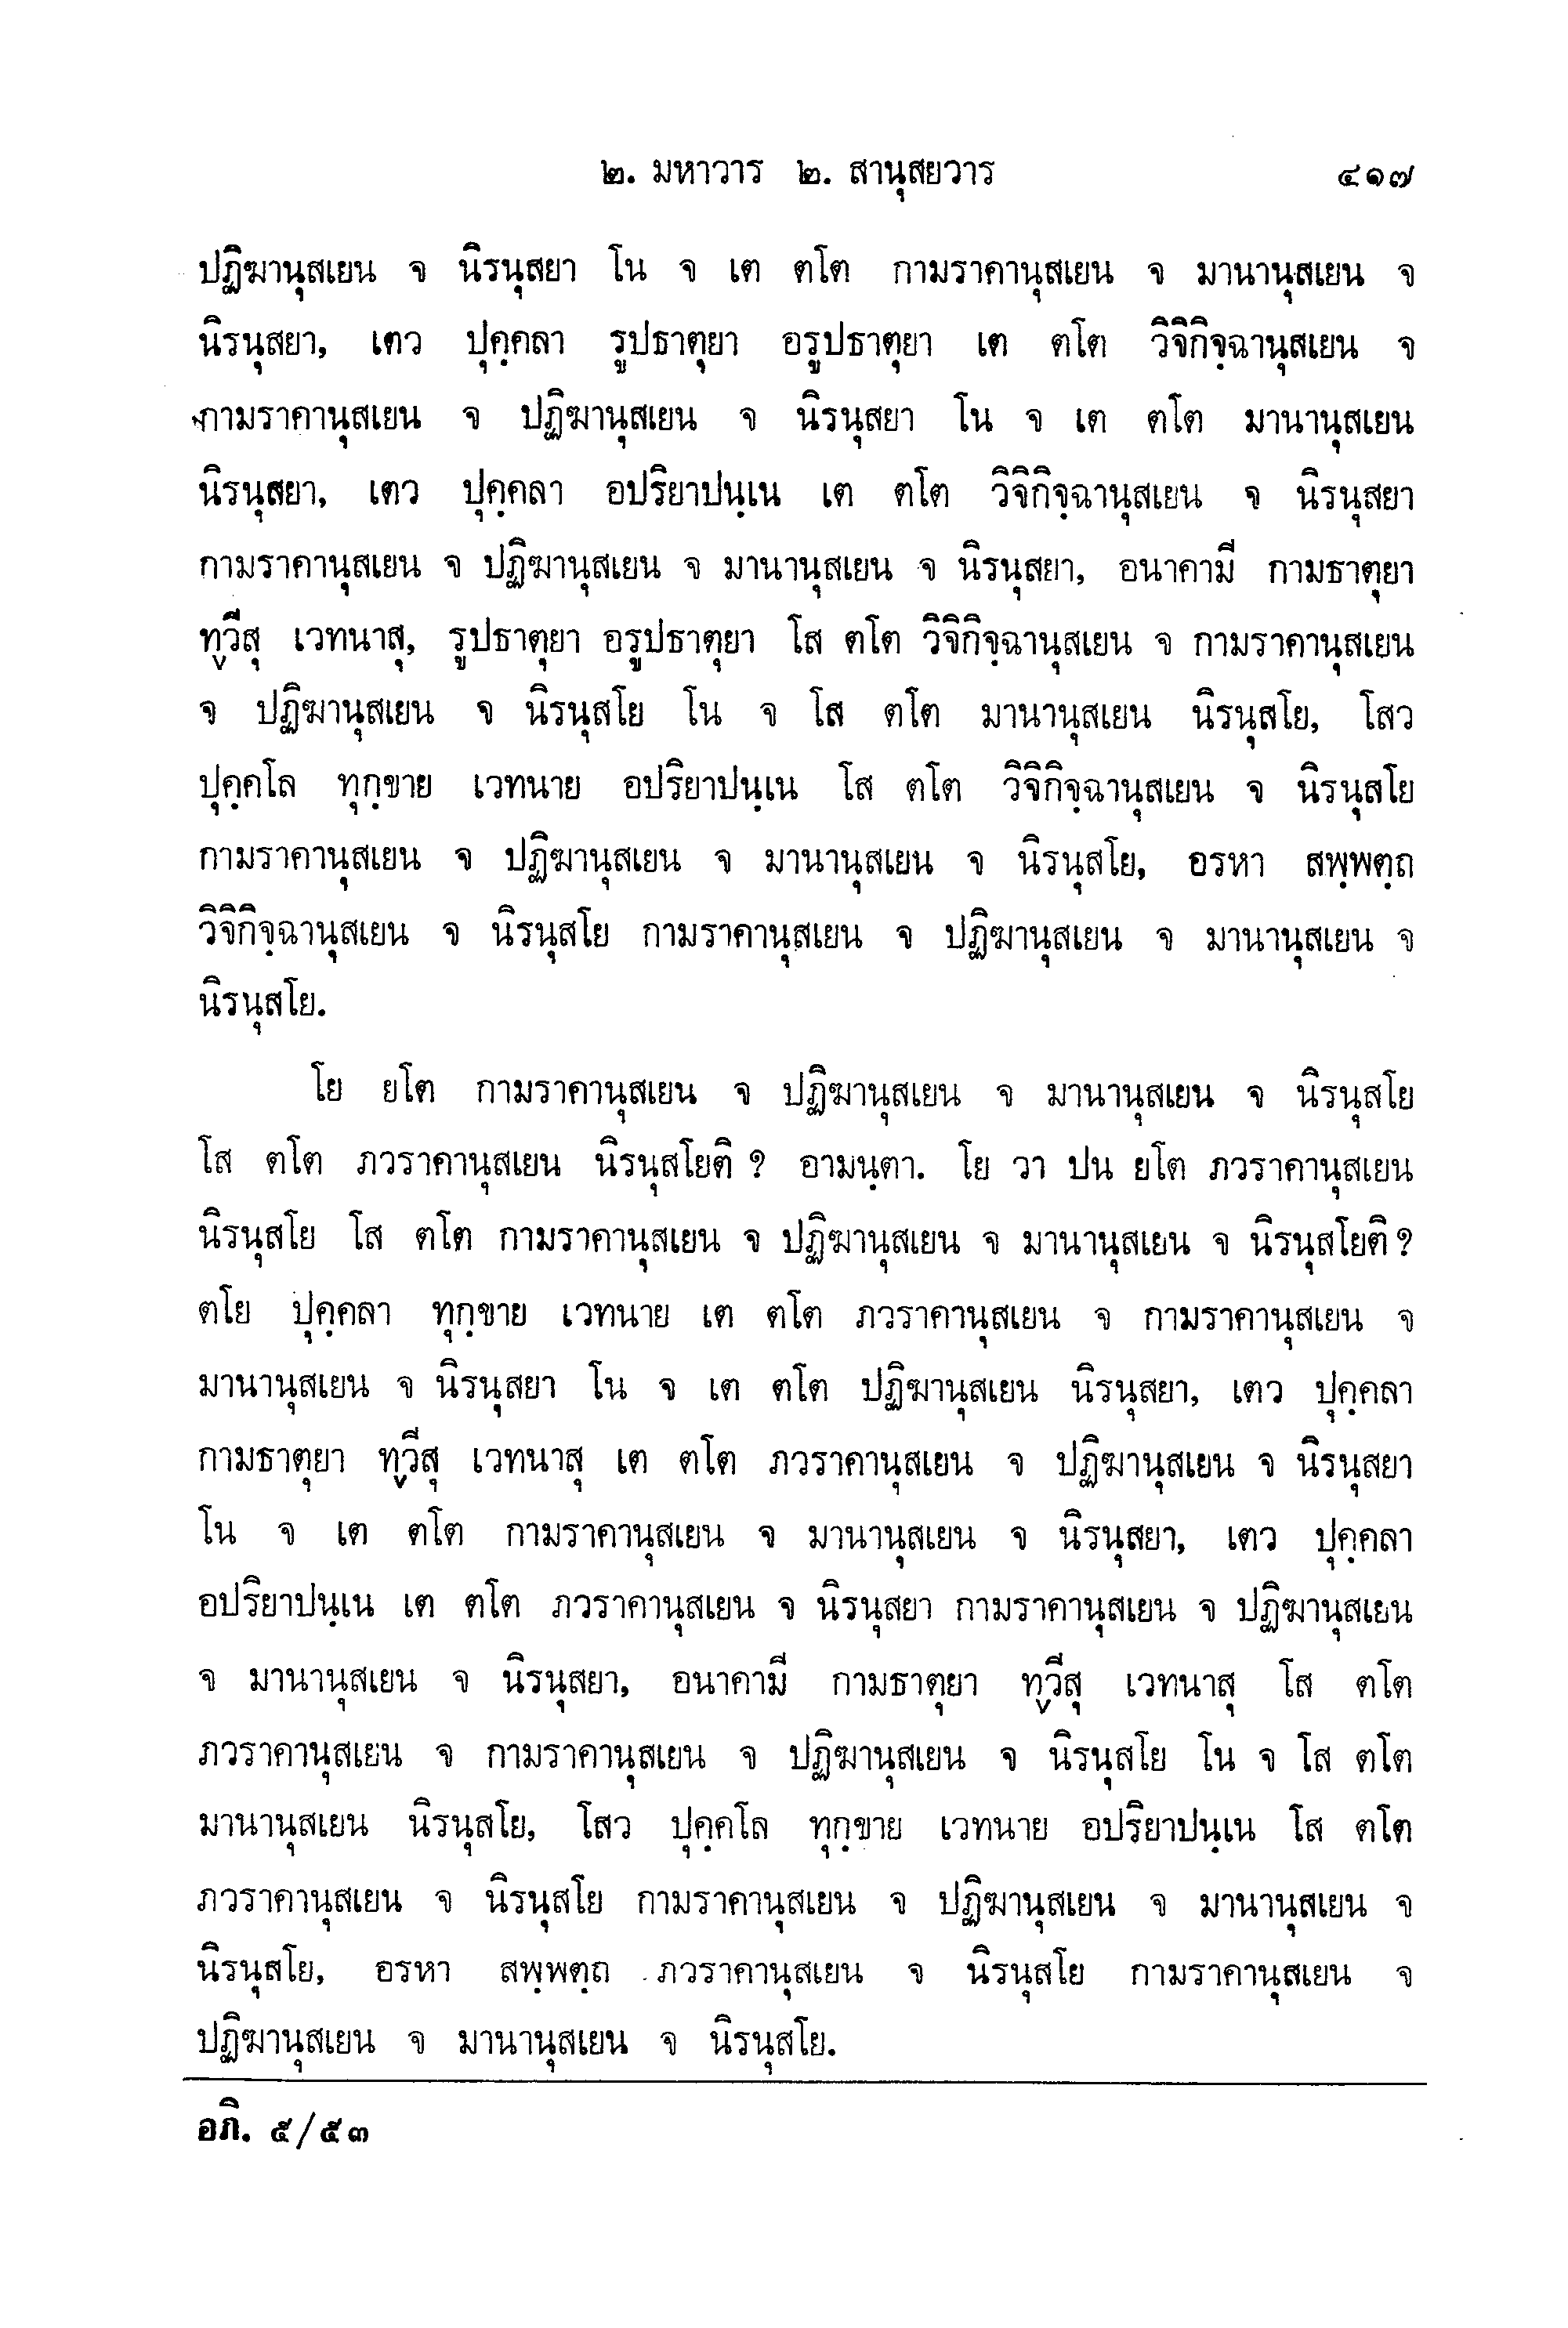 ๒. มหาวาร ๒. สานุสยวาร ๔๑๗
ปฏิฆานุสเยน จ นิรนุสยา โน จ เต ตโต กามราคานุสเยน จ มานานุสเยน จ
นิรนุสยา, เตว ปุคฺคลา รูปธาตุยา อรูปธาตุยา เต ตโต วิจิกิจฺฉานุสเยน จ
กามราคานุสเยน จ ปฏิฆานุสเยน จ นิรนุสยา โน จ เต ตโต มานานุสเยน
นิรนุสยา, เตว ปุคฺคลา อปริยาปนฺเน เต ตโต วิจิกิจฺฉานุสเยน จ นิรนุสยา
กามราคานุสเยน จ ปฏิฆานุสเยน จ มานานุสเยน จ นิรนุสยา, อนาคามี กามธาตุยา
ทฺวีสุ เวทนาสุ, รูปธาตุยา อรูปธาตุยา โส ตโต วิจิกิจฺฉานุสเยน จ กามราคานุสเยน
จ ปฏิฆานุสเยน จ นิรนุสโย โน จ โส ตโต มานานุสเยน นิรนุสโย, โสว
ปุคฺคโล ทุกฺขาย เวทนาย อปริยาปนฺเน โส ตโต วิจิกิจฺฉานุสเยน จ นิรนุสโย
กามราคานุสเยน จ ปฏิฆานุสเยน จ มานานุสเยน จ นิรนุสโย, อรหา สพฺพตฺถ
วิจิกิจฺฉานุสเยน จ นิรนุสโย กามราคานุสเยน จ ปฏิฆานุสเยน จ มานานุสเยน จ
นิรนุสโย.
โย ยโต กามราคานุสเยน จ ปฏิฆานุสเยน จ มานานุสเยน จ นิรนุสโย
โส ตโต ภวราคานุสเยน นิรนุสโยติ ? อามนฺตา. โย วา ปน ยโต ภวราคานุสเยน
นิรนุสโย โส ตโต กามราคานุสเยน จ ปฏิฆานุสเยน จ มานานุสเยน จ นิรนุสโยติ ?
ตโย ปุคฺคลา ทุกฺขาย เวทนาย เต ตโต ภวราคานุสเยน จ กามราคานุสเยน จ
มานานุสเยน จ นิรนุสยา โน จ เต ตโต ปฏิฆานุสเยน นิรนุสยา, เตว ปุคฺคลา
กามธาตุยา ทฺวีสุ เวทนาสุ เต ตโต ภวราคานุสเยน จ ปฏิฆานุสเยน จ นิรนุสยา
โน จ เต ตโต กามราคานุสเยน จ มานานุสเยน จ นิรนุสยา, เตว ปุคฺคลา
อปริยาปนฺเน เต ตโต ภวราคานุสเยน จ นิรนุสยา กามราคานุสเยน จ ปฏิฆานุสเยน
จ มานานุสเยน จ นิรนุสยา, อนาคามี กามธาตุยา ทฺวีสุ เวทนาสุ โส ตโต
ภวราคานุสเยน จ กามราคานุสเยน จ ปฏิฆานุสเยน จ นิรนุสโย โน จ โส ตโต
มานานุสเยน นิรนุสโย, โสว ปุคฺคโล ทุกฺขาย เวทนาย อปริยาปนฺเน โส ตโต
ภวราคานุสเยน จ นิรนุสโย กามราคานุสเยน จ ปฏิฆานุสเยน จ มานานุสเยน จ
นิรนุสโย, อรหา สพฺพตฺถ ภวราคานุสเยน จ นิรนุสโย กามราคานุสเยน จ
ปฏิฆานุสเยน จ มานานุสเยน จ นิรนุสโย.
อภิ. ๕/๕๓